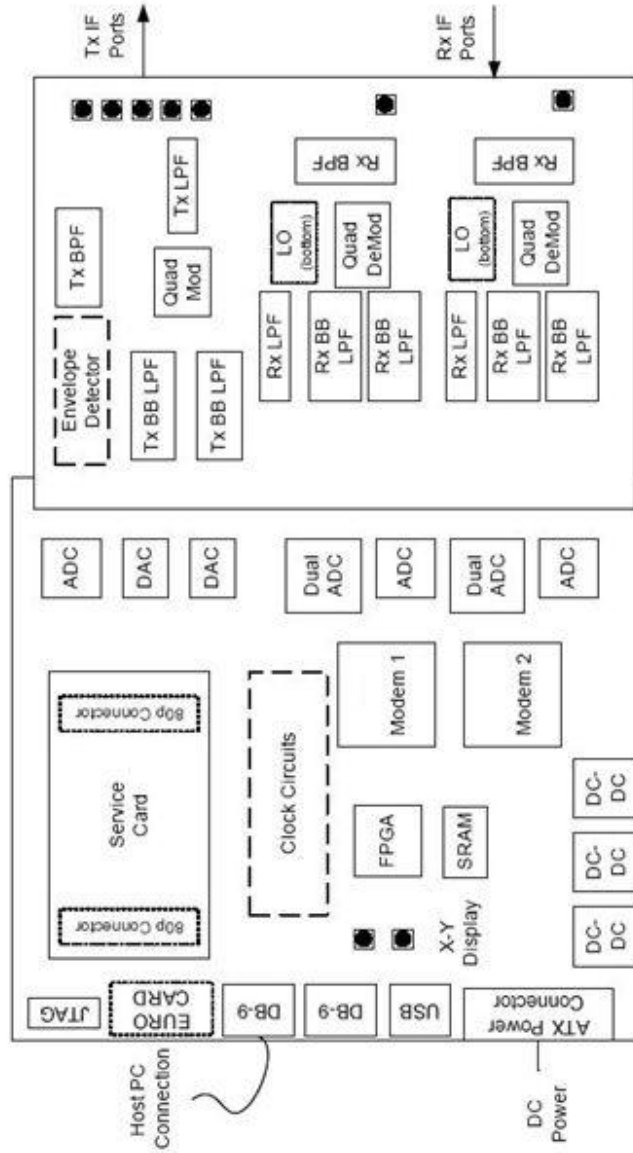 Tx IF
Ports
Rx IF
Ports
Envelope
Detector
Tx BPF
Tx BB LPF
Tx BB LPF
Quad
Mod
Tx LPF
Rx LPF
LO
(bottom)
Rx BB
LPF
Rx BB
LPF
Quad
DeMod
Rx BPF
Rx LPF
LO
(bottom)
Rx BB
LPF
Rx BB
LPF
Quad
DeMod
Rx BPF
ADC
DAC
DAC
Dual
ADC
ADC
Dual
ADC
ADC
80p Connector
Service
Card
80p Connector
Clock Circuits
Modem 1
Modem 2
FPGA
SRAM
X-Y
Display
DC-
DC
DC-
DC
DC-
DC
JTAG
EURO
CARD
DB-9
DB-9
USB
ATX Power
Connector
Host PC
Connection
DC
Power